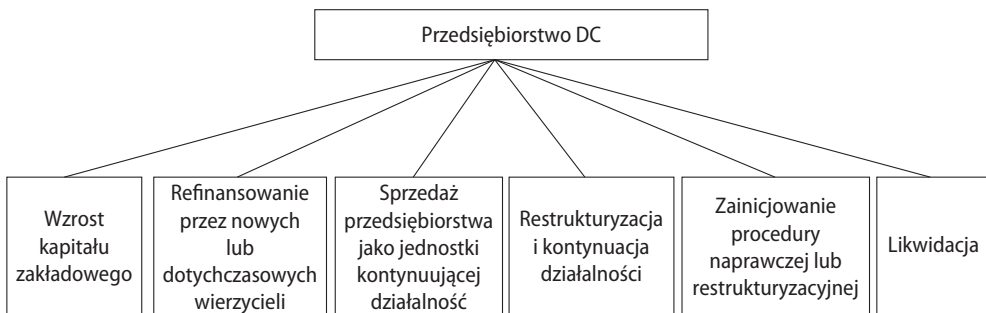 Przedsiębiorstwo DC
Wzrost
kapitału
zakładowego
Refinansowanie
przez nowych
lub
dotychczasowych
wierzycieli
Sprzedaż
przedsiębiorstwa
jako jednostki
kontynuującej
działalność
Restrukturyzacja
i kontynuacja
działalności
Zainicjowanie
procedury
naprawczej lub
restrukturyzacyjnej
Likwidacja